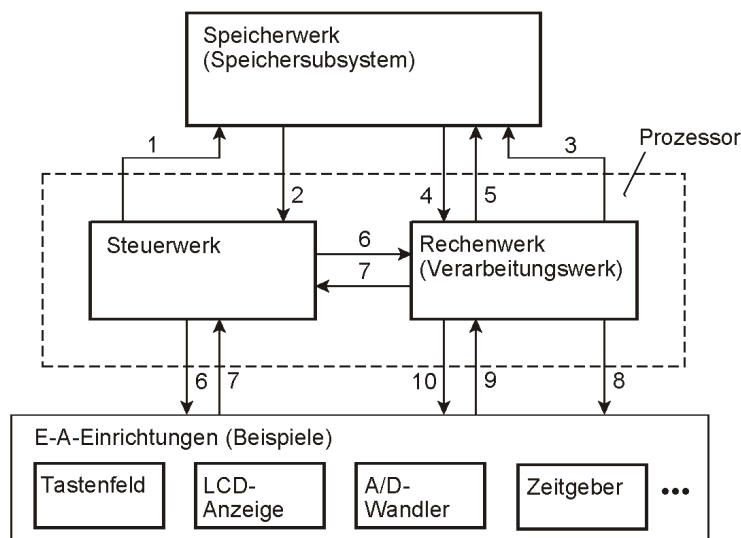 Speicherwerk
(Speichersubsystem)
Prozessor
1
2
4
5
3
Steuerwerk
6
7
Rechenwerk
(Verarbeitungswerk)
6
7
10
9
8
E-A-Einrichtungen (Beispiele)
Tastenfeld
LCD-
Anzeige
A/D-
Wandler
Zeitgeber
•••